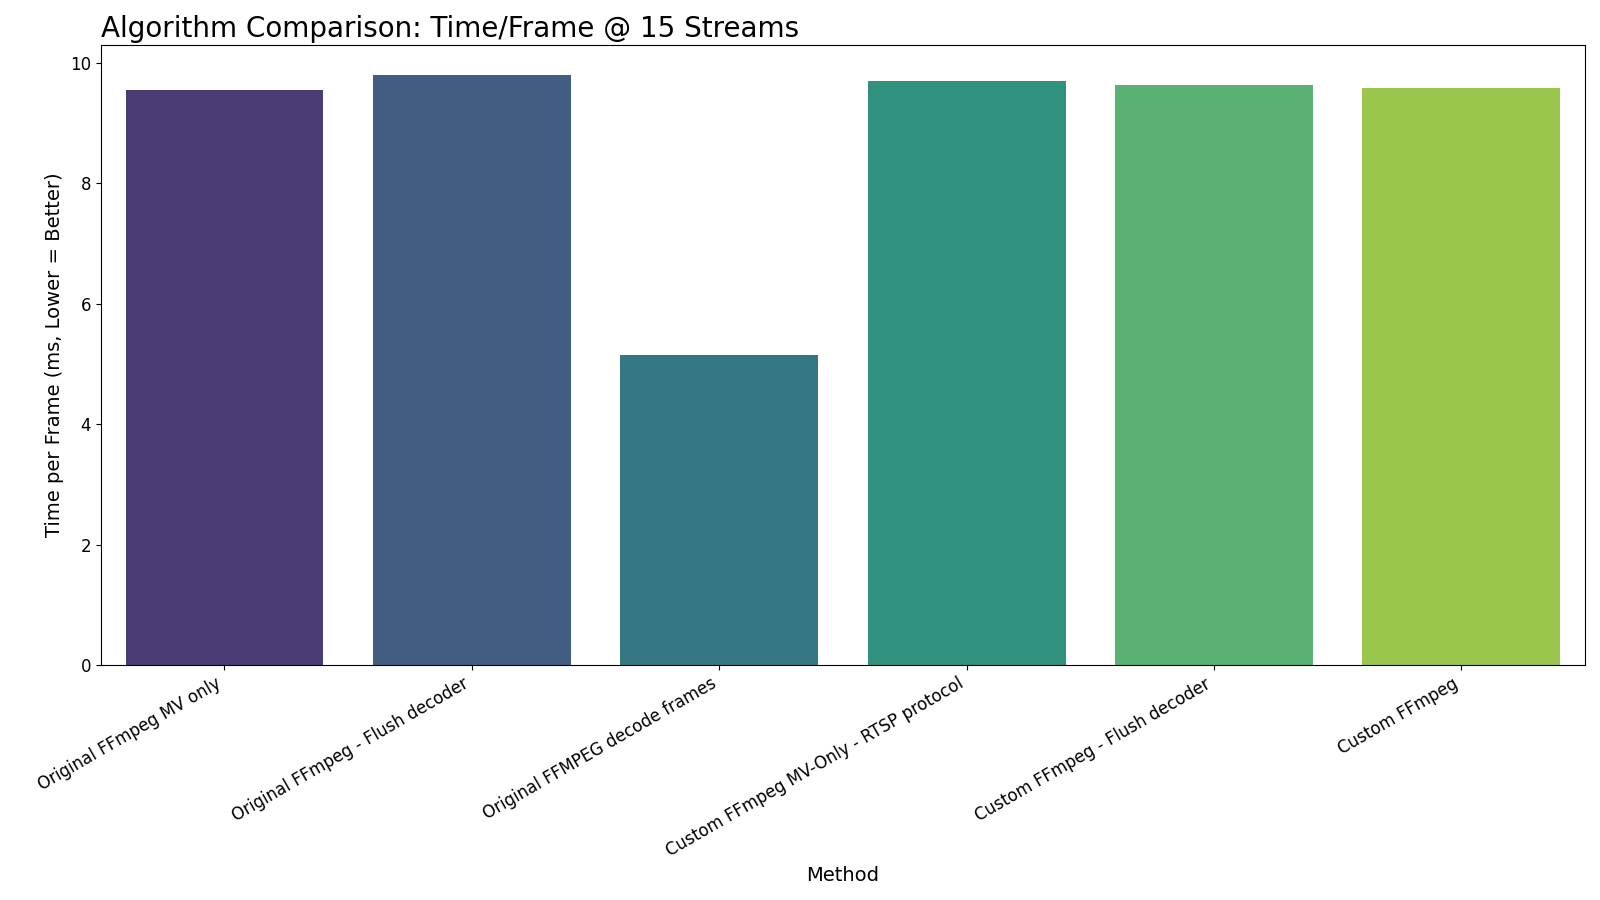 Algorithm Comparison: Time/Frame @ 15 Streams
Time per Frame (ms, Lower = Better)
10
8
6
4
2
0
Original FFmpeg MV only
Original FFmpeg - Flush decoder
Original FFMPEG decode frames
Custom FFmpeg MV-Only - RTSP protocol
Custom FFmpeg - Flush decoder
Custom FFmpeg
Method